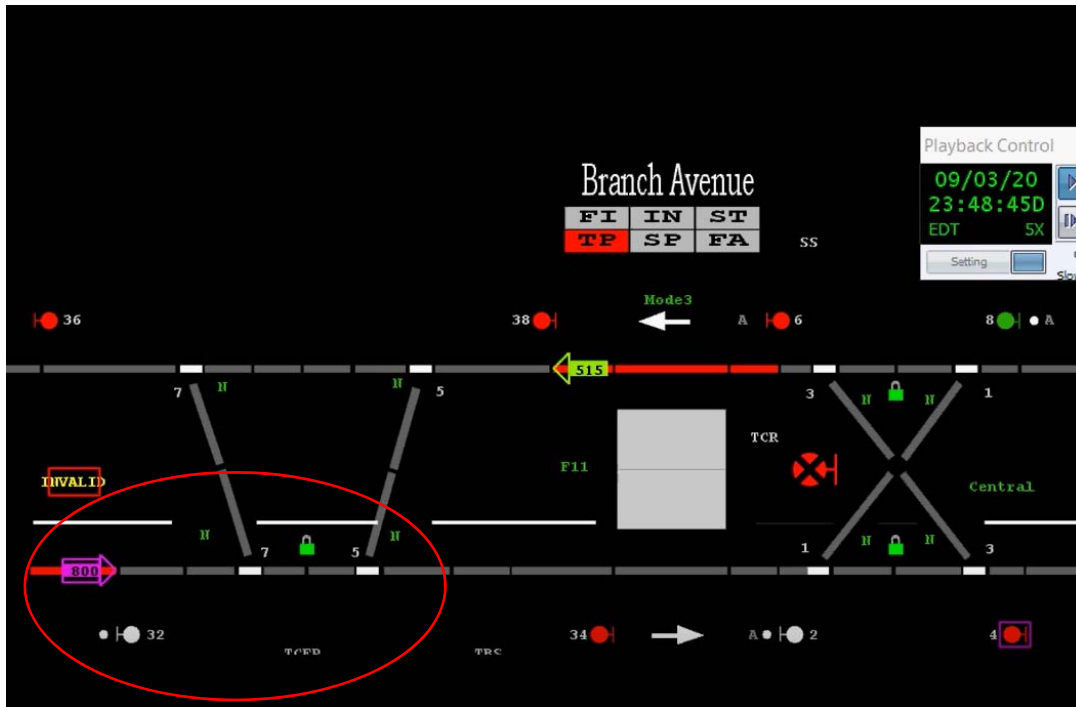 Playback Control
09/03/20
23:48:45D
EDT 5X
Setting
Branch Avenue
FI IN ST
TP SP FA
SS
Mode3
36
38
A 6
8 A
515
7 N
N 5
3 N
N 1
TCR
F11
INVALID
Central
N 7
5 N
1 N
N 3
800
32
34
A 2
4